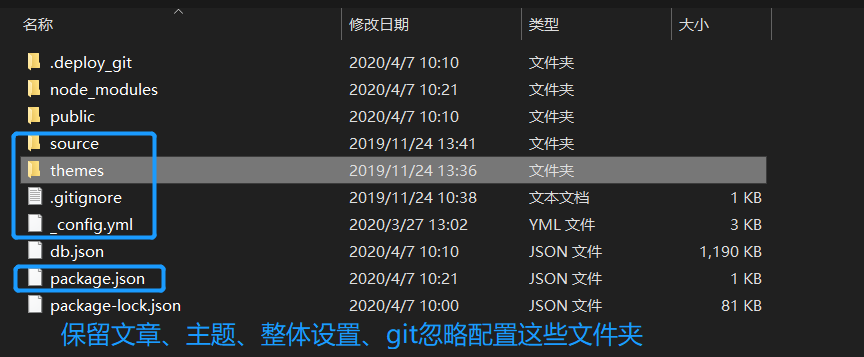 名称 修改日期 类型 大小
.deploy_git 2020/4/7 10:10 文件夹
node_modules 2020/4/7 10:21 文件夹
public 2020/4/7 10:10 文件夹
source 2019/11/24 13:41 文件夹
themes 2019/11/24 13:36 文件夹
.gitignore 2019/11/24 10:38 文本文档 1 KB
_config.yml 2020/3/27 13:02 YML 文件 3 KB
db.json 2020/4/7 10:10 JSON 文件 1,190 KB
package.json 2020/4/7 10:21 JSON 文件 1 KB
package-lock.json 2020/4/7 10:00 JSON 文件 81 KB
保留文章、主题、整体设置、git忽略配置这些文件夹